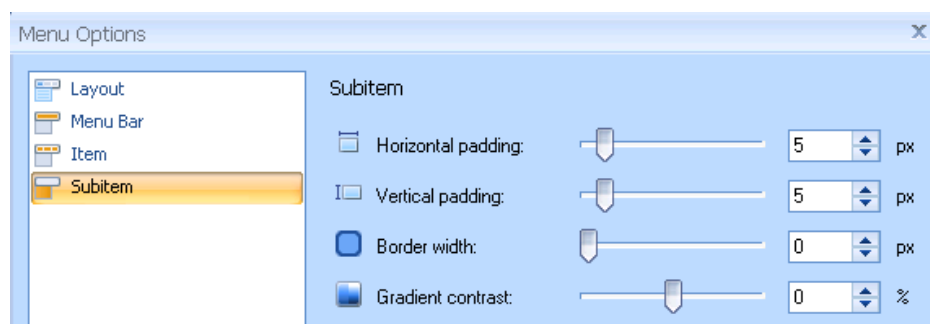 Menu Options
Layout
Menu Bar
Item
Subitem
Subitem
Horizontal padding: 5 px
Vertical padding: 5 px
Border width: 0 px
Gradient contrast: 0 %